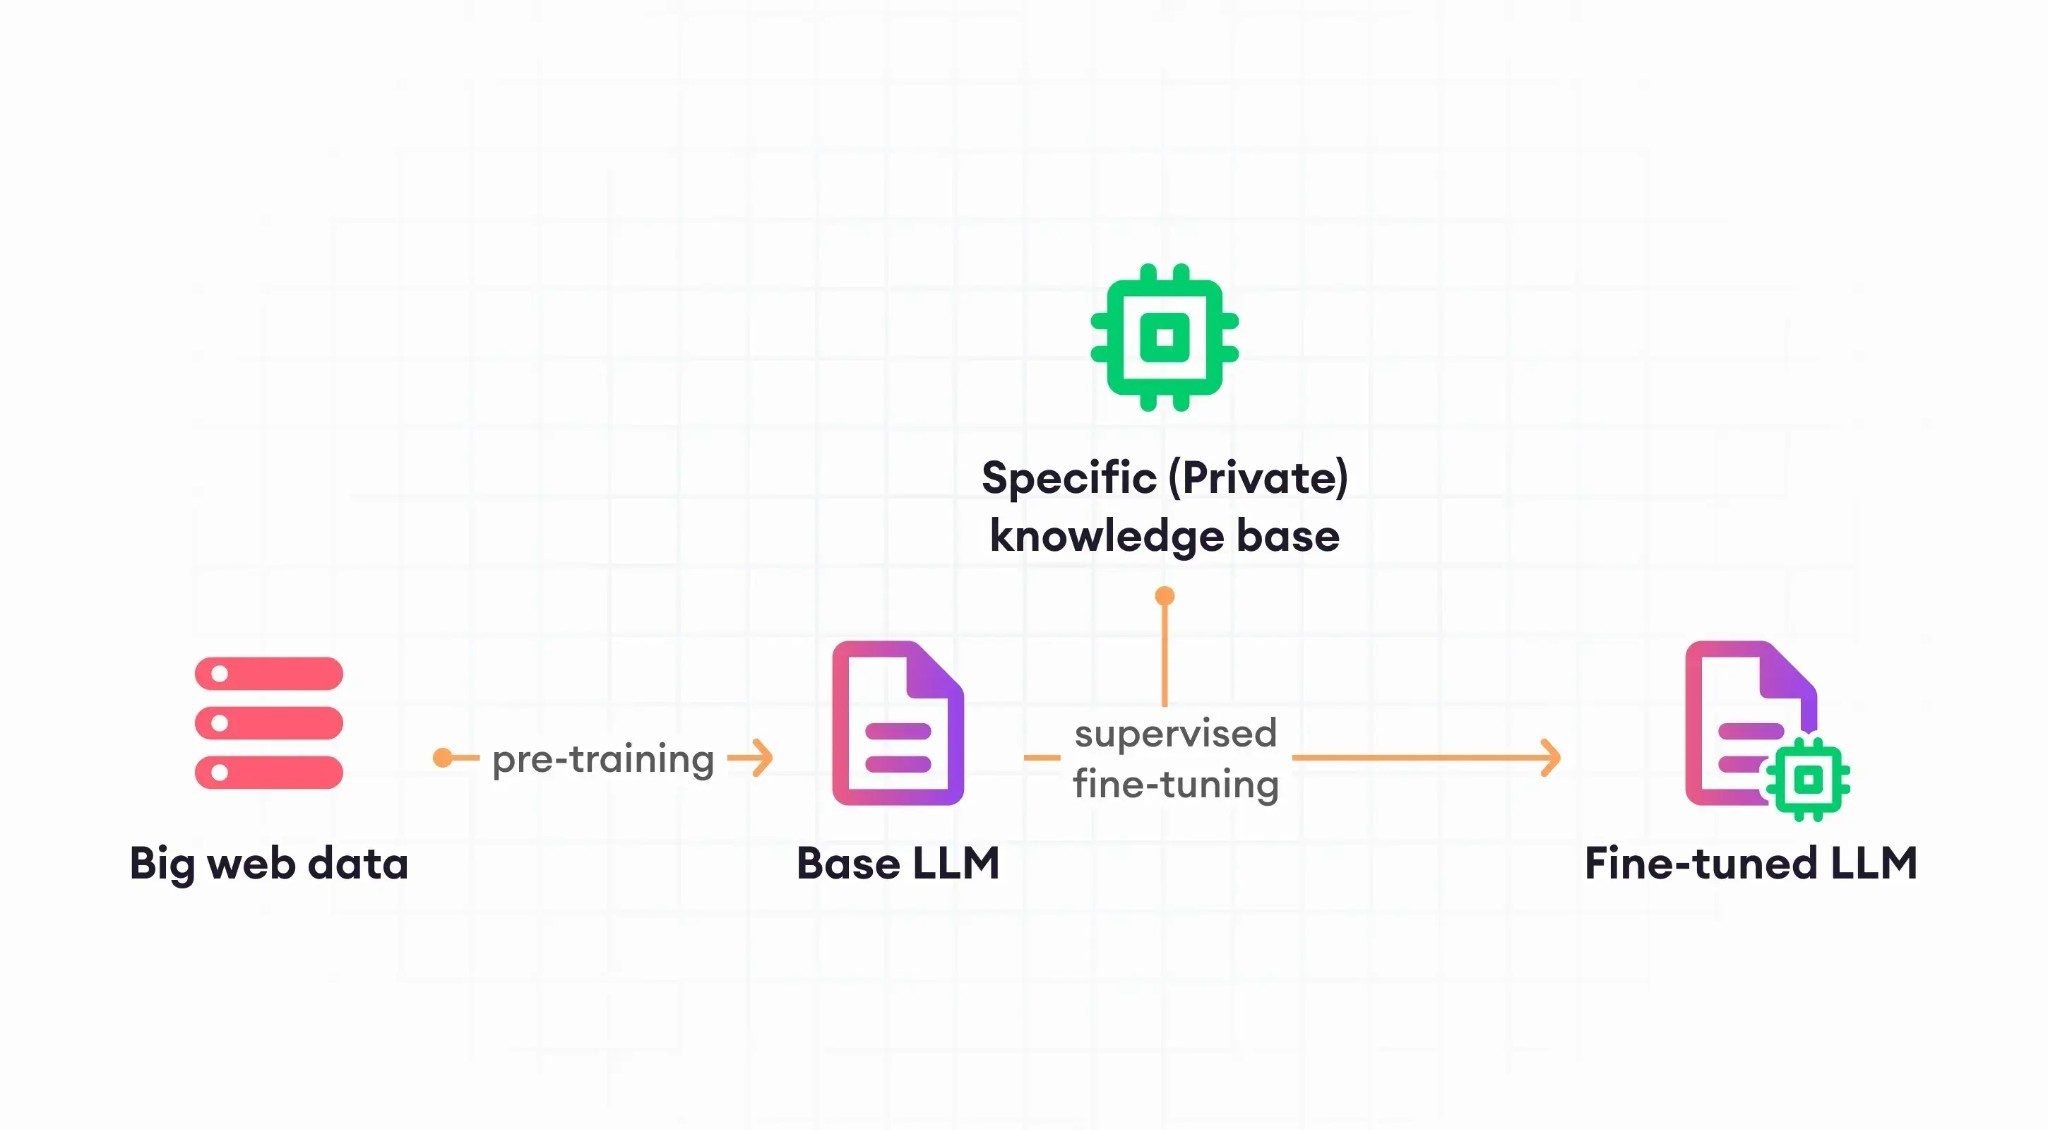 Specific (Private)
knowledge base
pre-training
supervised
fine-tuning
Big web data
Base LLM
Fine-tuned LLM